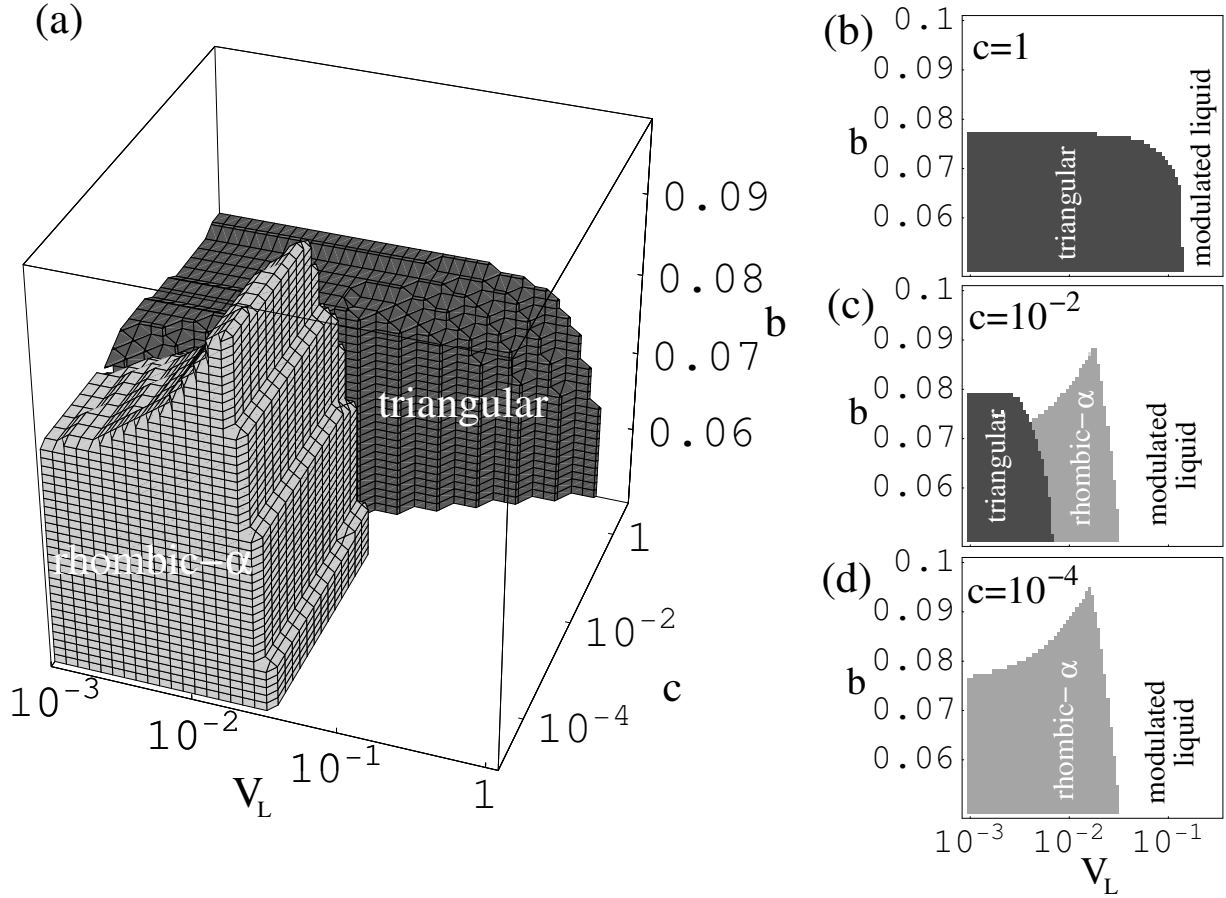 (a)
0.09
0.08
b
0.07
0.06
triangular
rhombic-α
1
10⁻²
c
10⁻⁴
10⁻³
10⁻²
10⁻¹
1
V_L
(b)
c=1
0.1
0.09
0.08
b
0.07
0.06
triangular
modulated liquid
(c)
c=10⁻²
0.1
0.09
0.08
b
0.07
0.06
triangular
rhombic-α
modulated
liquid
(d)
c=10⁻⁴
0.1
0.09
0.08
b
0.07
0.06
rhombic-α
modulated
liquid
10⁻³
10⁻²
10⁻¹
V_L